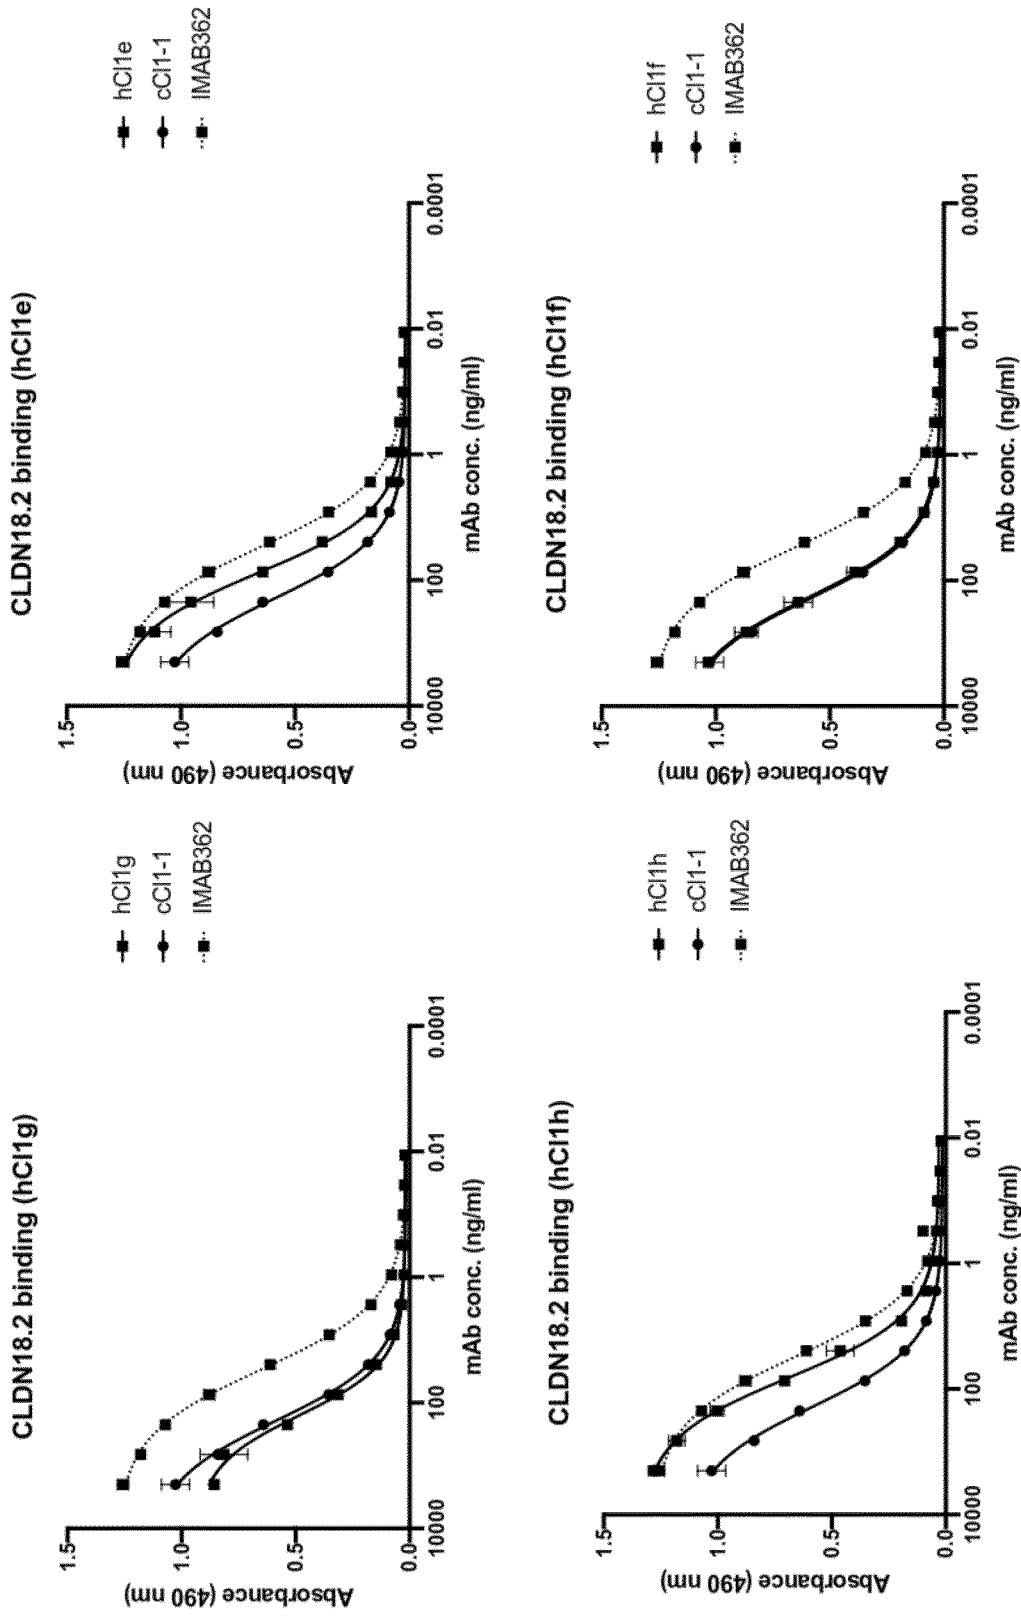 CLDN18.2 binding (hCl1g)
1.5
1.0
0.5
0.0
Absorbance (490 nm)
10000 100 1 0.01 0.0001
mAb conc. (ng/ml)
hCl1g
cCl1-1
IMAB362
CLDN18.2 binding (hCl1e)
1.5
1.0
0.5
0.0
Absorbance (490 nm)
10000 100 1 0.01 0.0001
mAb conc. (ng/ml)
hCl1e
cCl1-1
IMAB362
CLDN18.2 binding (hCl1h)
1.5
1.0
0.5
0.0
Absorbance (490 nm)
10000 100 1 0.01 0.0001
mAb conc. (ng/ml)
hCl1h
cCl1-1
IMAB362
CLDN18.2 binding (hCl1f)
1.5
1.0
0.5
0.0
Absorbance (490 nm)
10000 100 1 0.01 0.0001
mAb conc. (ng/ml)
hCl1f
cCl1-1
IMAB362